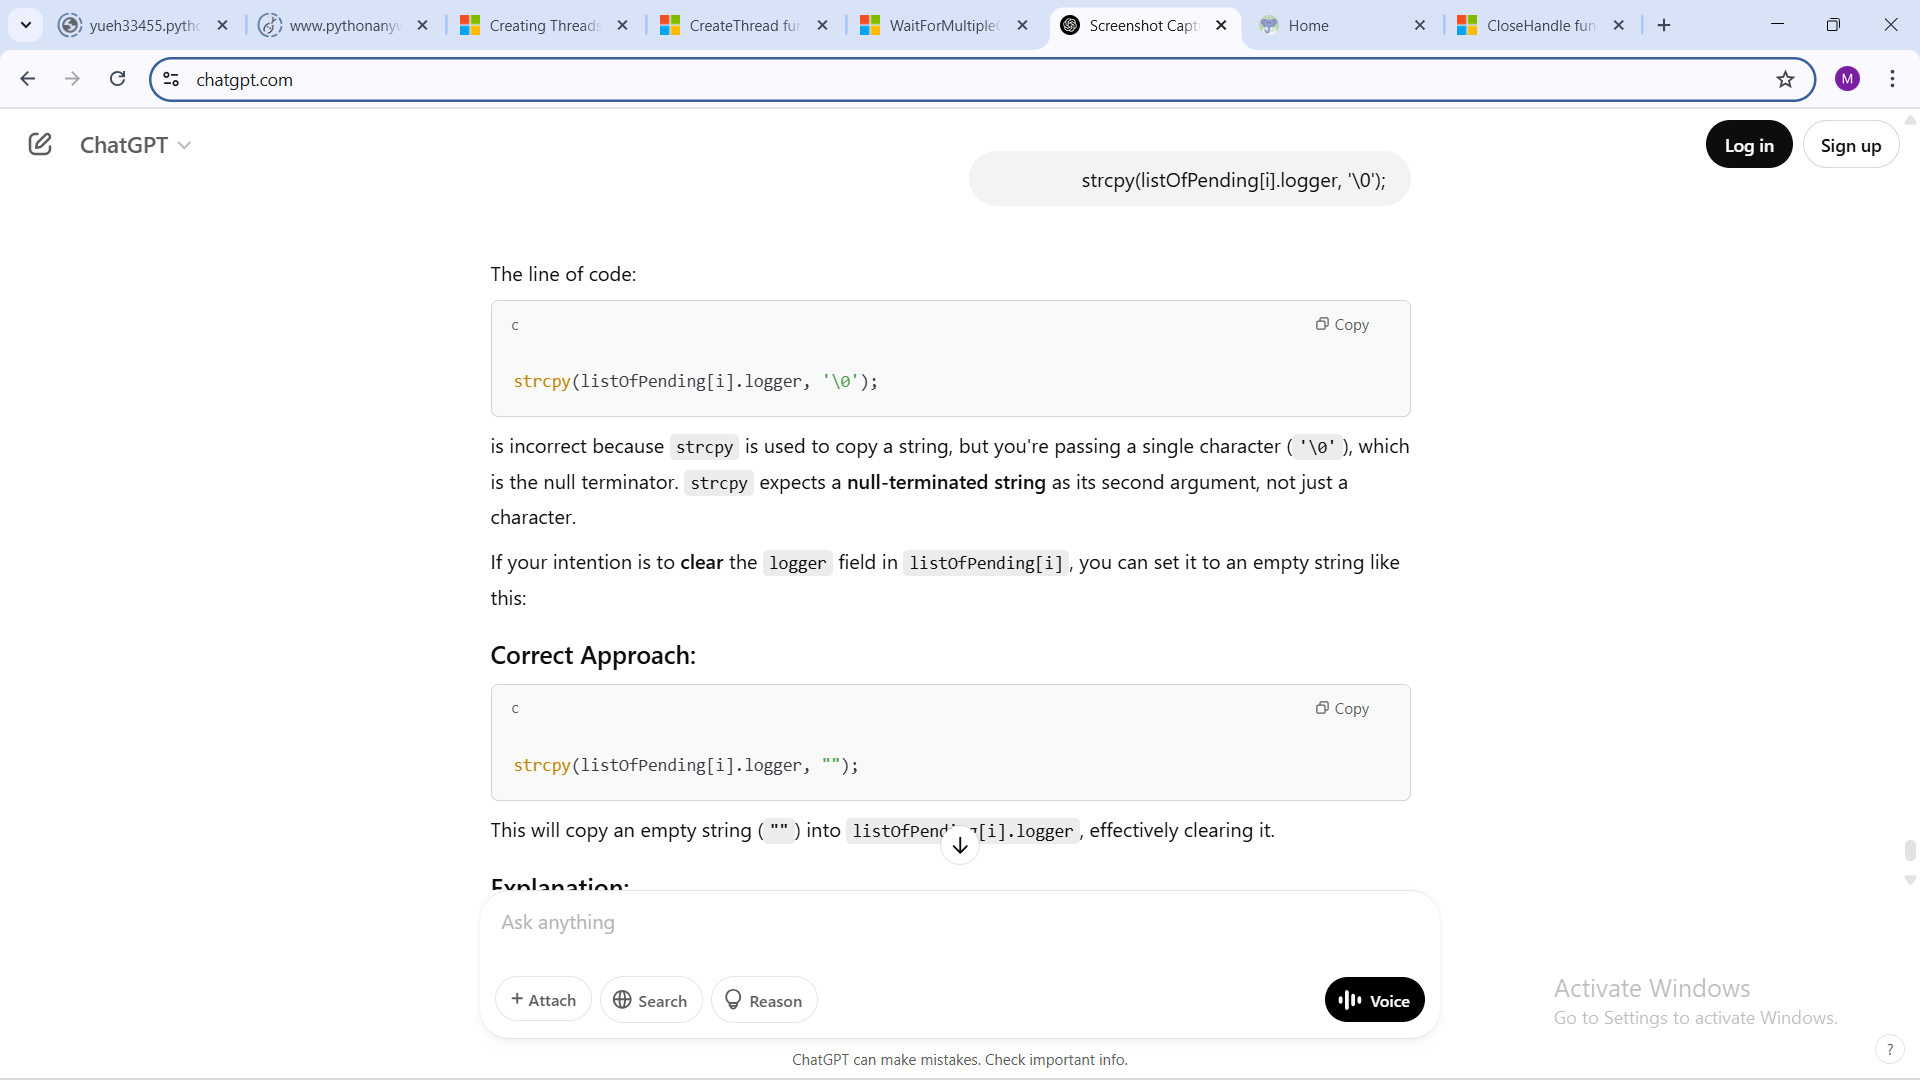 yueh33455.pytho
www.pythonanyw
Creating Threads
CreateThread fun
WaitForMultipleO
Screenshot Captu
Home
CloseHandle fun
chatgpt.com
M
ChatGPT
Log in
Sign up
strcpy(listOfPending[i].logger, '\0');
The line of code:
c
Copy
strcpy(listOfPending[i].logger, '\0');
is incorrect because strcpy is used to copy a string, but you're passing a single character ( '\0' ), which
is the null terminator. strcpy expects a null-terminated string as its second argument, not just a
character.
If your intention is to clear the logger field in listOfPending[i] , you can set it to an empty string like
this:
Correct Approach:
c
Copy
strcpy(listOfPending[i].logger, "");
This will copy an empty string ( "" ) into listOfPending[i].logger , effectively clearing it.
Explanation:
Ask anything
Attach
Search
Reason
Voice
Activate Windows
Go to Settings to activate Windows.
ChatGPT can make mistakes. Check important info.
?